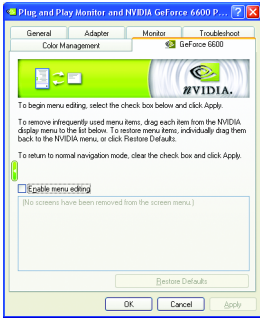 Plug and Play Monitor and NVIDIA GeForce 6600 P...
General
Adapter
Monitor
Troubleshoot
Color Management
GeForce 6600
NVIDIA.
To begin menu editing, select the check box below and click Apply.
To remove infrequently used menu items, drag each item from the NVIDIA
display menu to the list below. To restore menu items, individually drag them
back to the NVIDIA menu, or click Restore Defaults.
To return to normal navigation mode, clear the check box and click Apply.
Enable menu editing
(No screens have been removed from the screen menu.)
Restore Defaults
OK
Cancel
Apply